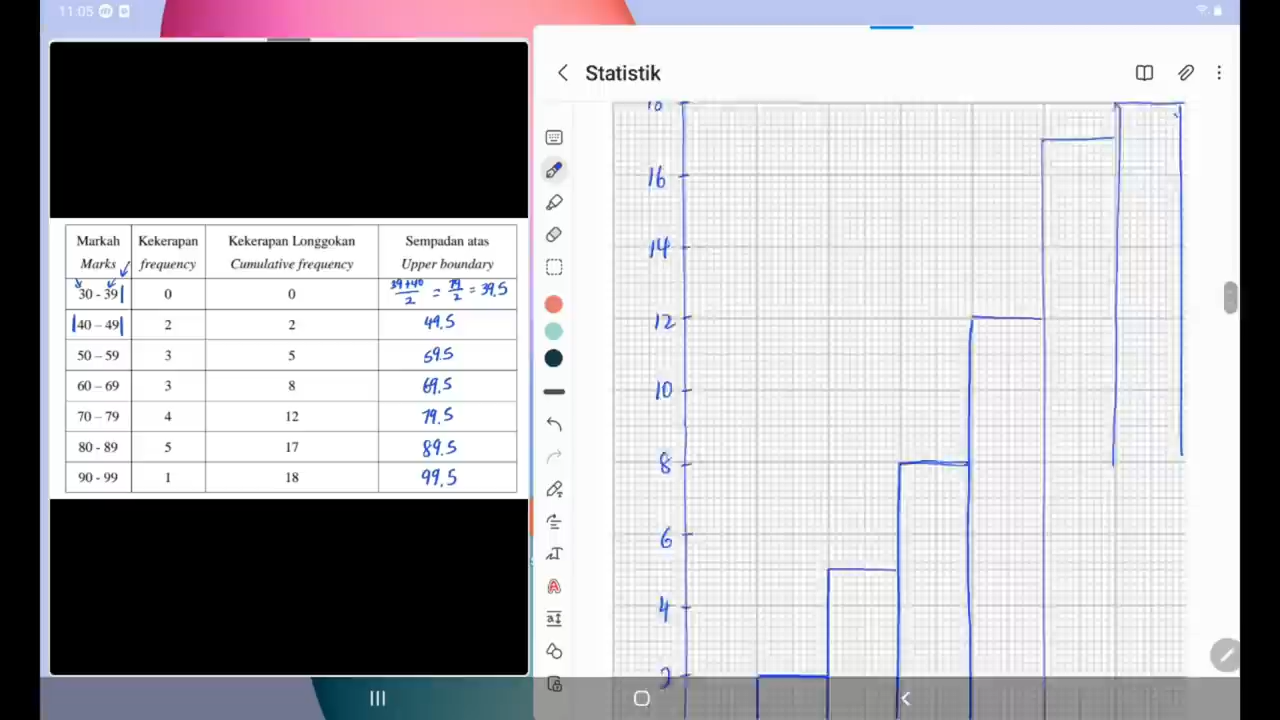 11:05
Statistik
Markah Kekerapan Kekerapan Longgokan Sempadan atas
Marks frequency Cumulative frequency Upper boundary
30 - 39 0 0 39+40/2 = 79/2 = 39.5
40 – 49 2 2 49.5
50 – 59 3 5 59.5
60 – 69 3 8 69.5
70 – 79 4 12 79.5
80 - 89 5 17 89.5
90 - 99 1 18 99.5
18
16
14
12
10
8
6
4
2